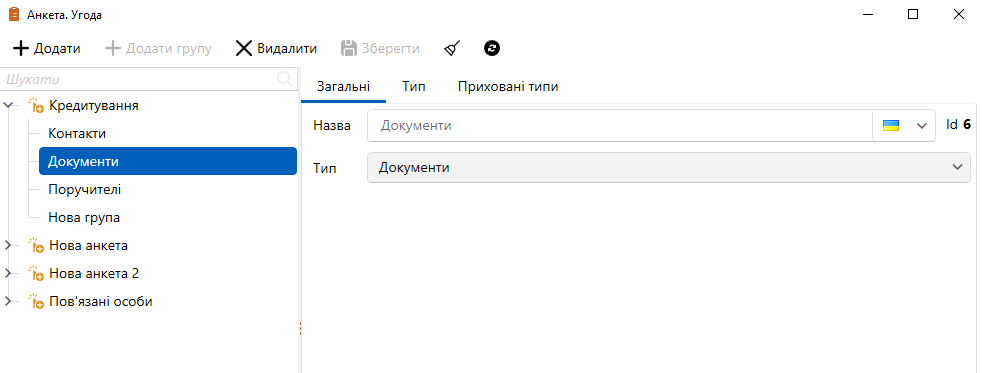 Анкета. Угода
Додати Додати групу Видалити Зберегти
Шукати
Кредитування
Контакти
Документи
Поручителі
Нова група
Нова анкета
Нова анкета 2
Пов'язані особи
Загальні Тип Приховані типи
Назва Документи Id 6
Тип Документи